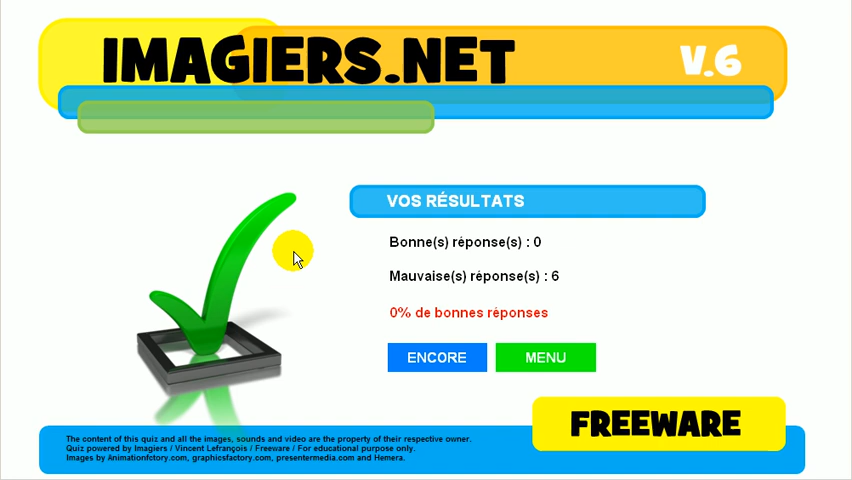 IMAGIERS.NET
V.6
VOS RÉSULTATS
Bonne(s) réponse(s) : 0
Mauvaise(s) réponse(s) : 6
0% de bonnes réponses
ENCORE
MENU
FREEWARE
The content of this quiz and all the images, sounds and video are the property of their respective owner.
Quiz powered by Imagiers / Vincent Lefrançois / Freeware / For educational purpose only.
Images by Animationfctory.com, graphicsfactory.com, presentermedia.com and Hemera.